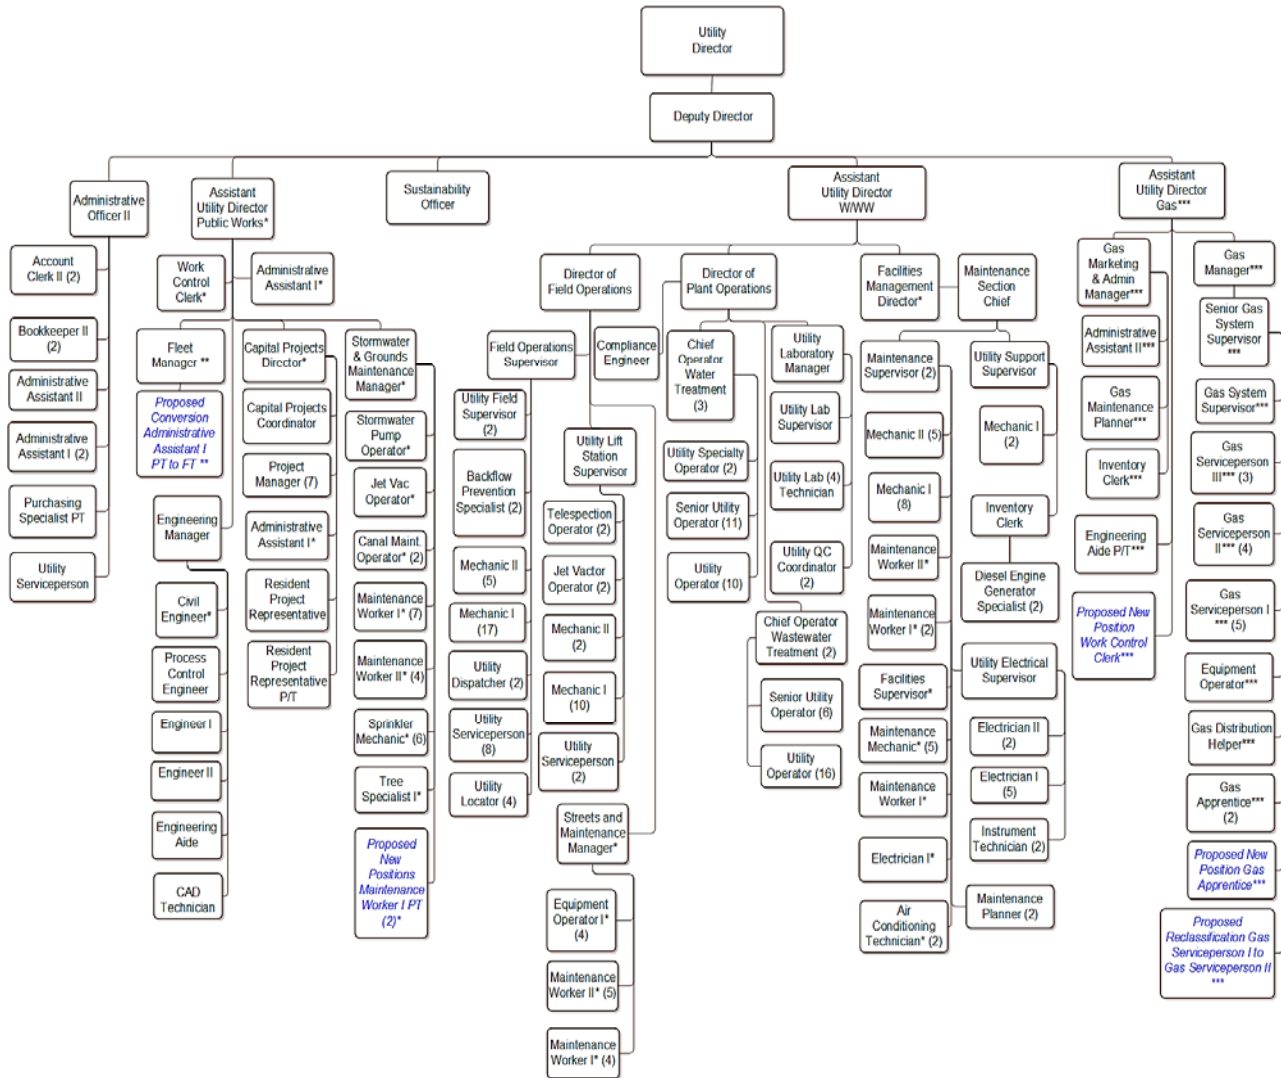 Utility
Director
Deputy Director
Administrative
Officer II
Account
Clerk II (2)
Bookkeeper II
(2)
Administrative
Assistant II
Administrative
Assistant I (2)
Purchasing
Specialist PT
Utility
Serviceperson
Assistant
Utility Director
Public Works*
Work
Control
Clerk*
Administrative
Assistant I*
Fleet
Manager **
Proposed
Conversion
Administrative
Assistant I
PT to FT **
Engineering
Manager
Civil
Engineer*
Process
Control
Engineer
Engineer I
Engineer II
Engineering
Aide
CAD
Technician
Capital Projects
Director*
Capital Projects
Coordinator
Project
Manager (7)
Administrative
Assistant I*
Resident
Project
Representative
Resident
Project
Representative
P/T
Stormwater
& Grounds
Maintenance
Manager*
Stormwater
Pump
Operator*
Jet Vac
Operator*
Canal Maint.
Operator* (2)
Maintenance
Worker I* (7)
Maintenance
Worker II* (4)
Sprinkler
Mechanic* (6)
Tree
Specialist I*
Proposed
New
Positions
Maintenance
Worker I PT
(2)*
Sustainability
Officer
Assistant
Utility Director
W/WW
Director of
Field Operations
Field Operations
Supervisor
Utility Field
Supervisor
(2)
Backflow
Prevention
Specialist (2)
Mechanic II
(5)
Mechanic I
(17)
Utility
Dispatcher (2)
Utility
Serviceperson
(8)
Utility
Locator (4)
Utility Lift
Station
Supervisor
Telespection
Operator (2)
Jet Vactor
Operator (2)
Mechanic II
(2)
Mechanic I
(10)
Utility
Serviceperson
(2)
Streets and
Maintenance
Manager*
Equipment
Operator I*
(4)
Maintenance
Worker II* (5)
Maintenance
Worker I* (4)
Director of
Plant Operations
Compliance
Engineer
Chief
Operator
Water
Treatment
(3)
Utility Specialty
Operator (2)
Senior Utility
Operator (11)
Utility
Operator (10)
Utility
Laboratory
Manager
Utility Lab
Supervisor
Utility Lab (4)
Technician
Utility QC
Coordinator
(2)
Chief Operator
Wastewater
Treatment (2)
Senior Utility
Operator (6)
Utility
Operator (16)
Facilities
Management
Director*
Maintenance
Section
Chief
Maintenance
Supervisor (2)
Mechanic II (5)
Mechanic I
(8)
Maintenance
Worker II*
Maintenance
Worker I* (2)
Facilities
Supervisor*
Maintenance
Mechanic* (5)
Maintenance
Worker I*
Electrician I*
Air
Conditioning
Technician* (2)
Utility Support
Supervisor
Mechanic I
(2)
Inventory
Clerk
Diesel Engine
Generator
Specialist (2)
Utility Electrical
Supervisor
Electrician II
(2)
Electrician I
(5)
Instrument
Technician (2)
Maintenance
Planner (2)
Assistant
Utility Director
Gas***
Gas
Marketing
& Admin
Manager***
Administrative
Assistant II***
Gas
Maintenance
Planner***
Inventory
Clerk***
Engineering
Aide P/T***
Proposed New
Position
Work Control
Clerk***
Gas
Manager***
Senior Gas
System
Supervisor
***
Gas System
Supervisor***
Gas
Serviceperson
III*** (3)
Gas
Serviceperson
II*** (4)
Gas
Serviceperson I
*** (5)
Equipment
Operator***
Gas Distribution
Helper***
Gas
Apprentice***
(2)
Proposed New
Position Gas
Apprentice***
Proposed
Reclassification Gas
Serviceperson I to
Gas Serviceperson II
***